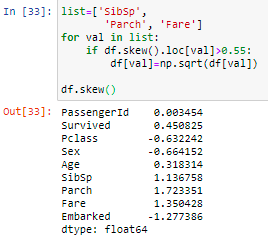 In [33]: list=['SibSp',
'Parch', 'Fare']
for val in list:
if df.skew().loc[val]>0.55:
df[val]=np.sqrt(df[val])
df.skew()
Out[33]: PassengerId 0.003454
Survived 0.450825
Pclass -0.632242
Sex -0.664152
Age 0.318314
SibSp 1.136758
Parch 1.723351
Fare 1.350428
Embarked -1.277386
dtype: float64